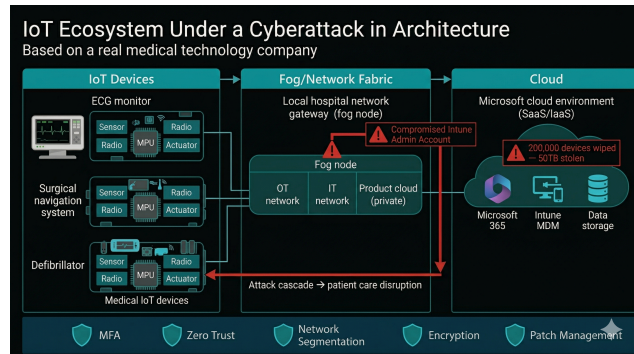 IoT Ecosystem Under a Cyberattack in Architecture
Based on a real medical technology company
IoT Devices
Fog/Network Fabric
Cloud
ECG monitor
Sensor
Radio
MPU
Radio
Actuator
Surgical
navigation
system
Sensor
Radio
MPU
Radio
Actuator
Defibrillator
Sensor
Radio
MPU
Radio
Actuator
Medical IoT devices
Local hospital network
gateway (fog node)
Compromised Intune
Admin Account
Fog node
OT
network
IT
network
Product cloud
(private)
Attack cascade → patient care disruption
Microsoft cloud environment
(SaaS/IaaS)
200,000 devices wiped
— 50TB stolen
Microsoft
365
Intune
MDM
Data
storage
MFA
Zero Trust
Network
Segmentation
Encryption
Patch Management